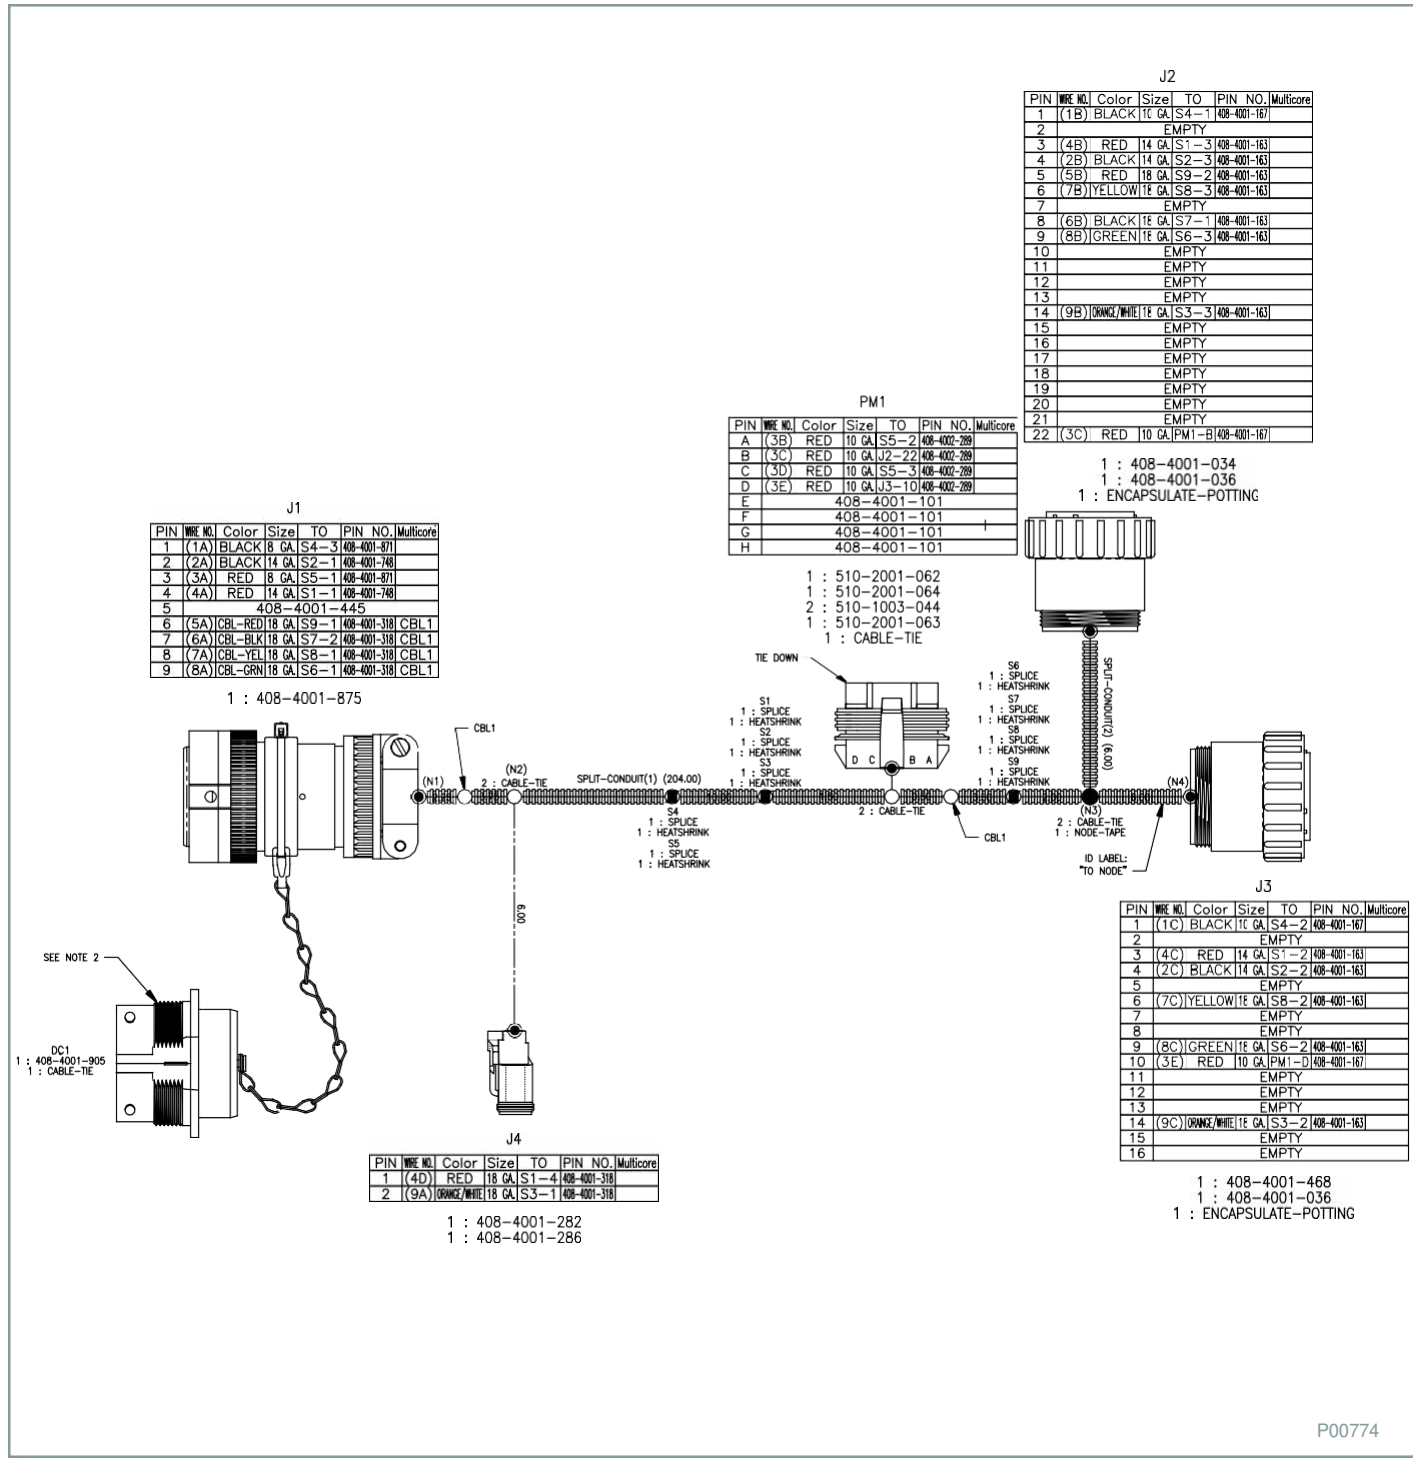 J2
PIN WIRE NO. Color Size TO PIN NO. Multicore
1 (1B) BLACK 10 GA. S4-1 408-4001-167
2 EMPTY
3 (4B) RED 14 GA. S1-3 408-4001-163
4 (2B) BLACK 14 GA. S2-3 408-4001-163
5 (5B) RED 18 GA. S9-2 408-4001-163
6 (7B) YELLOW 18 GA. S8-3 408-4001-163
7 EMPTY
8 (6B) BLACK 18 GA. S7-1 408-4001-163
9 (8B) GREEN 18 GA. S6-3 408-4001-163
10 EMPTY
11 EMPTY
12 EMPTY
13 EMPTY
14 (9B) ORANGE/WHITE 18 GA. S3-3 408-4001-163
15 EMPTY
16 EMPTY
17 EMPTY
18 EMPTY
19 EMPTY
20 EMPTY
21 EMPTY
22 (3C) RED 10 GA. PM1-B 408-4001-167
1 : 408-4001-034
1 : 408-4001-036
1 : ENCAPSULATE-POTTING
PM1
PIN WIRE NO. Color Size TO PIN NO. Multicore
A (3B) RED 10 GA. S5-2 408-4002-289
B (3C) RED 10 GA. J2-22 408-4002-289
C (3D) RED 10 GA. S5-3 408-4002-289
D (3E) RED 10 GA. J3-10 408-4002-289
E 408-4001-101
F 408-4001-101
G 408-4001-101
H 408-4001-101
1 : 510-2001-062
1 : 510-2001-064
2 : 510-1003-044
1 : 510-2001-063
1 : CABLE-TIE
J1
PIN WIRE NO. Color Size TO PIN NO. Multicore
1 (1A) BLACK 8 GA. S4-3 408-4001-871
2 (2A) BLACK 14 GA. S2-1 408-4001-748
3 (3A) RED 8 GA. S5-1 408-4001-871
4 (4A) RED 14 GA. S1-1 408-4001-748
5 408-4001-445
6 (5A) CBL-RED 18 GA. S9-1 408-4001-318 CBL1
7 (6A) CBL-BLK 18 GA. S7-2 408-4001-318 CBL1
8 (7A) CBL-YEL 18 GA. S8-1 408-4001-318 CBL1
9 (8A) CBL-GRN 18 GA. S6-1 408-4001-318 CBL1
1 : 408-4001-875
TIE DOWN
D C B A
S1
1 : SPLICE
1 : HEATSHRINK
S2
1 : SPLICE
1 : HEATSHRINK
S3
1 : SPLICE
1 : HEATSHRINK
S6
1 : SPLICE
1 : HEATSHRINK
S7
1 : SPLICE
1 : HEATSHRINK
S8
1 : SPLICE
1 : HEATSHRINK
S9
1 : SPLICE
1 : HEATSHRINK
SPLIT-CONDUIT(2) (6.00)
CBL1
(N1)
(N2)
2 : CABLE-TIE
SPLIT-CONDUIT(1) (204.00)
S4
1 : SPLICE
1 : HEATSHRINK
S5
1 : SPLICE
1 : HEATSHRINK
2 : CABLE-TIE
CBL1
(N3)
2 : CABLE-TIE
1 : NODE-TAPE
(N4)
ID LABEL:
"TO NODE"
6.00
SEE NOTE 2
DC1
1 : 408-4001-905
1 : CABLE-TIE
J3
PIN WIRE NO. Color Size TO PIN NO. Multicore
1 (1C) BLACK 10 GA. S4-2 408-4001-167
2 EMPTY
3 (4C) RED 14 GA. S1-2 408-4001-163
4 (2C) BLACK 14 GA. S2-2 408-4001-163
5 EMPTY
6 (7C) YELLOW 18 GA. S8-2 408-4001-163
7 EMPTY
8 EMPTY
9 (8C) GREEN 18 GA. S6-2 408-4001-163
10 (3E) RED 10 GA. PM1-D 408-4001-167
11 EMPTY
12 EMPTY
13 EMPTY
14 (9C) ORANGE/WHITE 18 GA. S3-2 408-4001-163
15 EMPTY
16 EMPTY
1 : 408-4001-468
1 : 408-4001-036
1 : ENCAPSULATE-POTTING
J4
PIN WIRE NO. Color Size TO PIN NO. Multicore
1 (4D) RED 18 GA. S1-4 408-4001-318
2 (9A) ORANGE/WHITE 18 GA. S3-1 408-4001-318
1 : 408-4001-282
1 : 408-4001-286
P00774